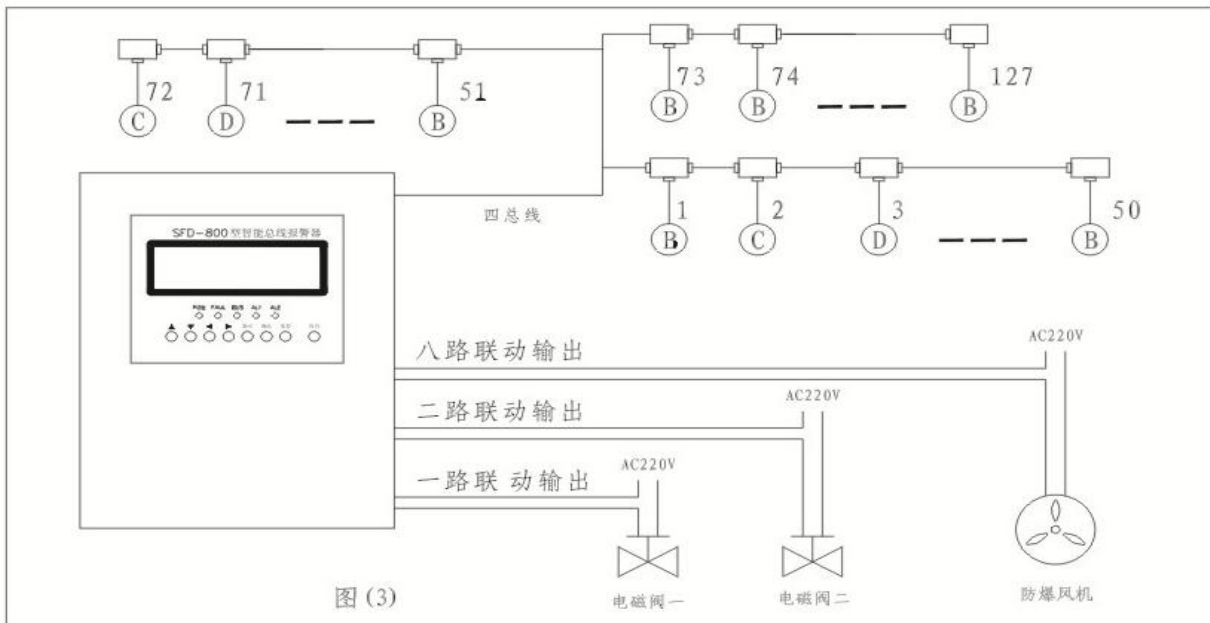 72 71 51
C D B
73 74 127
B B B
四总线
1 2 3 50
B C D B
SFD-800型智能总线报警器
八路联动输出
AC220V
二路联动输出
AC220V
一路联动输出
AC220V
图(3)
电磁阀一
电磁阀二
防爆风机